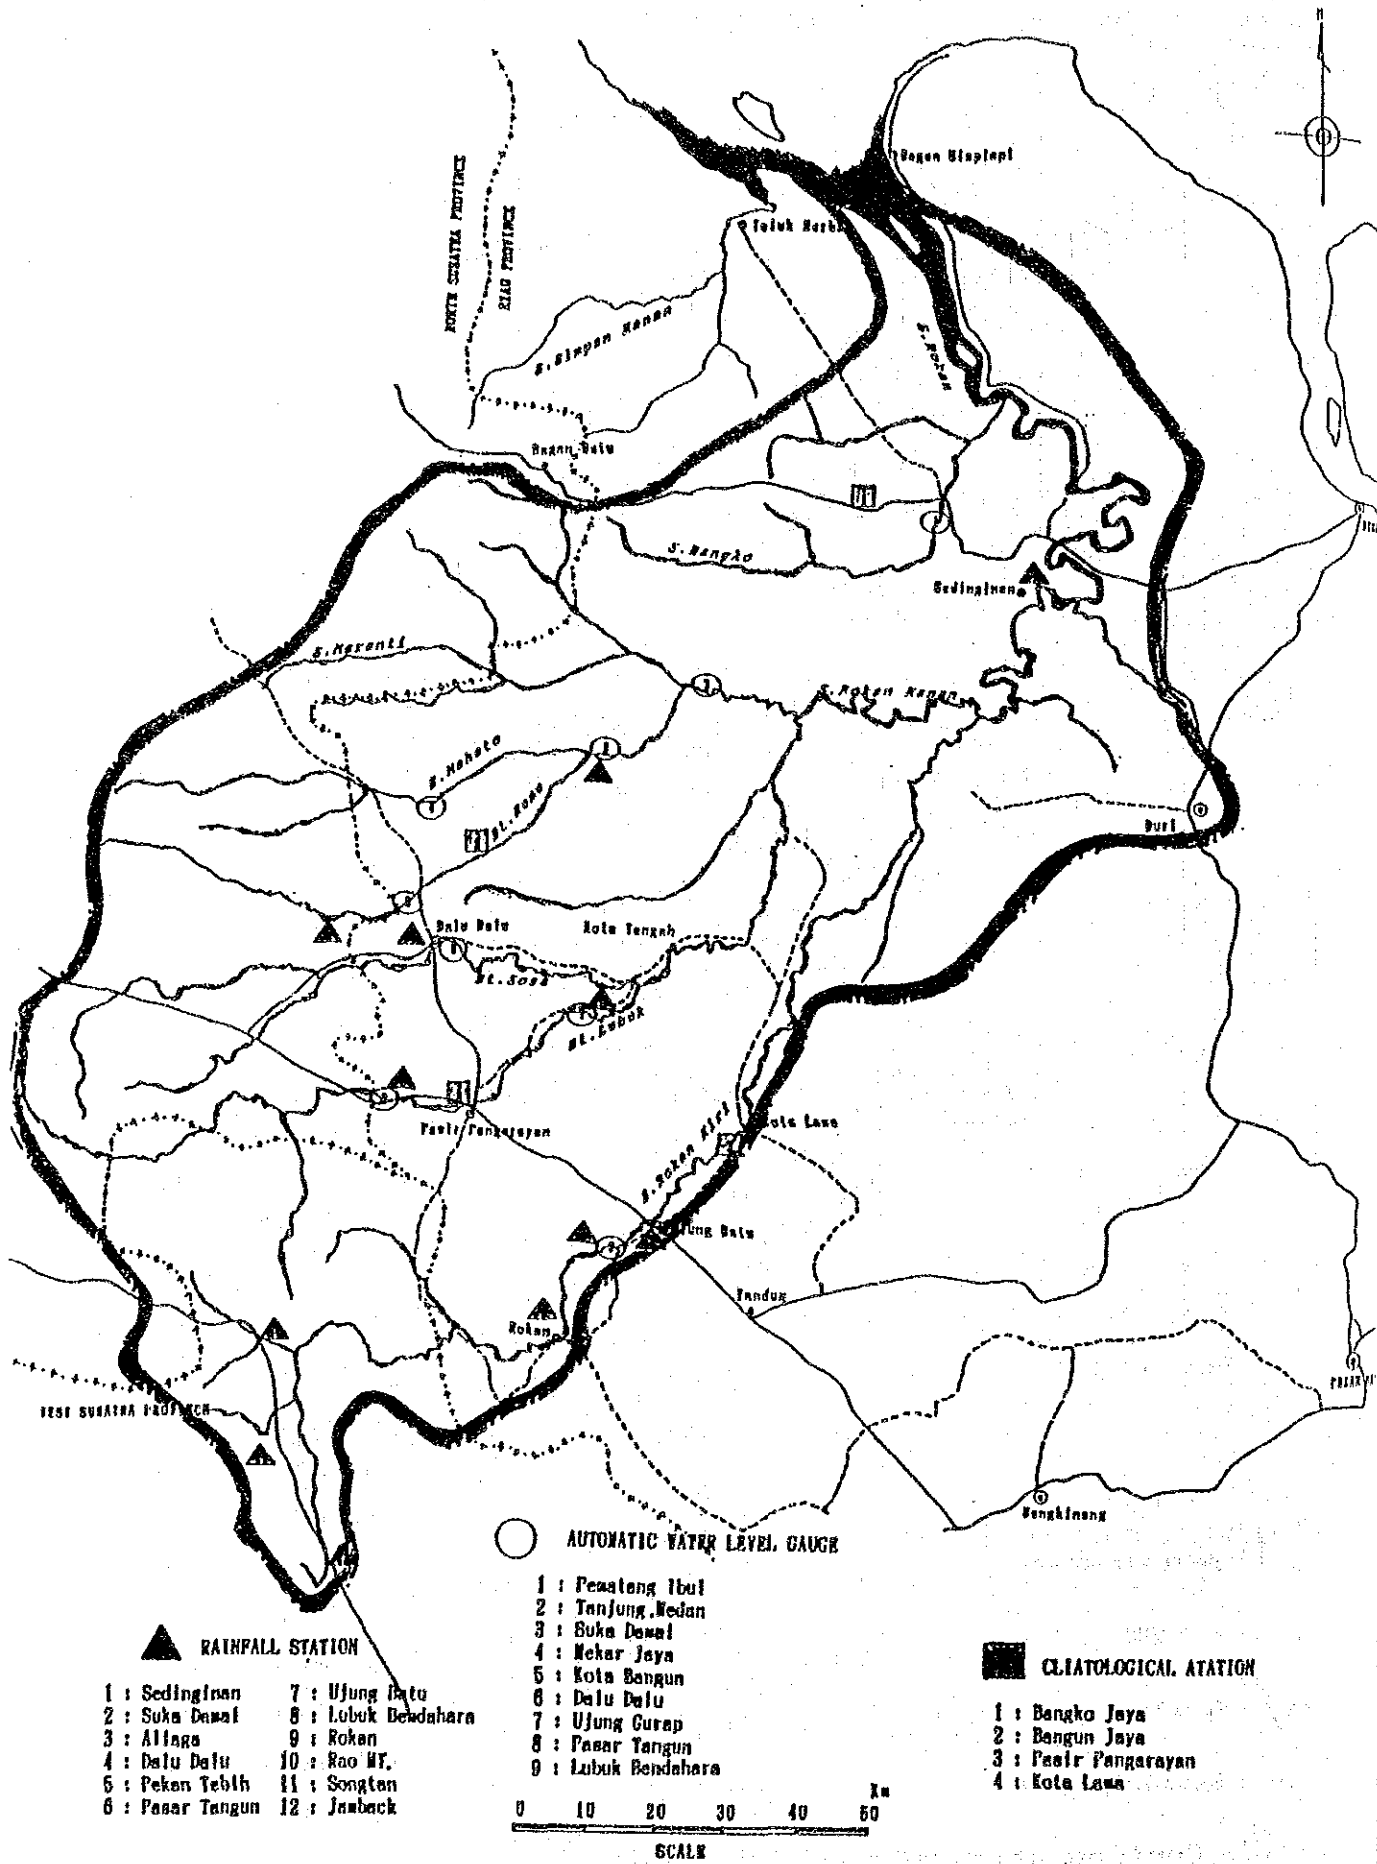 N
Bagan Siapiapi
NORTH SUMATRA PROVINCE
RIAU PROVINCE
S.Simpan Kanan
S.Rokan
Bagan Batu
S.Bangko
Sedinginan
S.Meranti
S.Rokan Kanan
S.Mahato
Duri
Dalu Dalu
Kota Tengah
Bt.Sosa
Bt.Lubuk
Pasir Pangarayan
Kota Lama
S.Rokan Kiri
Ujung Batu
Tandun
Rokan
WEST SUMATRA PROVINCE
Bangkinang
AUTOMATIC WATER LEVEL GAUGE
1 : Pematang Ibul
2 : Tanjung.Medan
3 : Suka Damai
4 : Mekar Jaya
5 : Kota Bangun
6 : Dalu Dalu
7 : Ujung Gurap
8 : Pasar Tangun
9 : Lubuk Bendahara
RAINFALL STATION
1 : Sedinginan
2 : Suka Damai
3 : Aliaga
4 : Dalu Dalu
5 : Pekan Tebih
6 : Pasar Tangun
7 : Ujung Batu
8 : Lubuk Bendahara
9 : Rokan
10 : Rao MT.
11 : Songtan
12 : Jamback
CLIATOLOGICAL ATATION
1 : Bangko Jaya
2 : Bangun Jaya
3 : Pasir Pangarayan
4 : Kota Lama
Km
0 10 20 30 40 50
SCALE